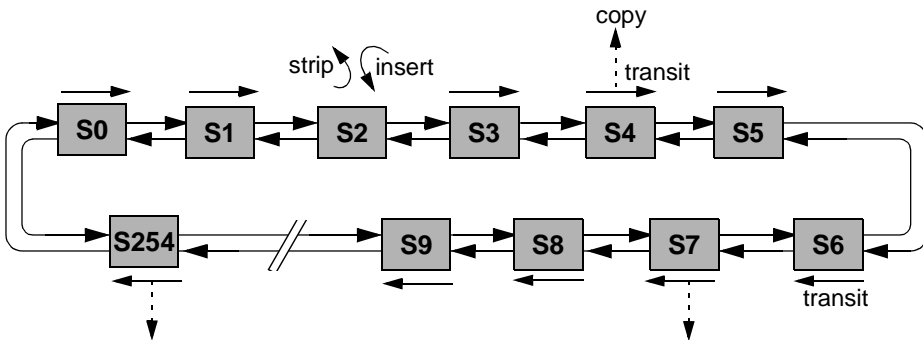 copy
strip insert transit
S0 S1 S2 S3 S4 S5
S254 S9 S8 S7 S6
transit